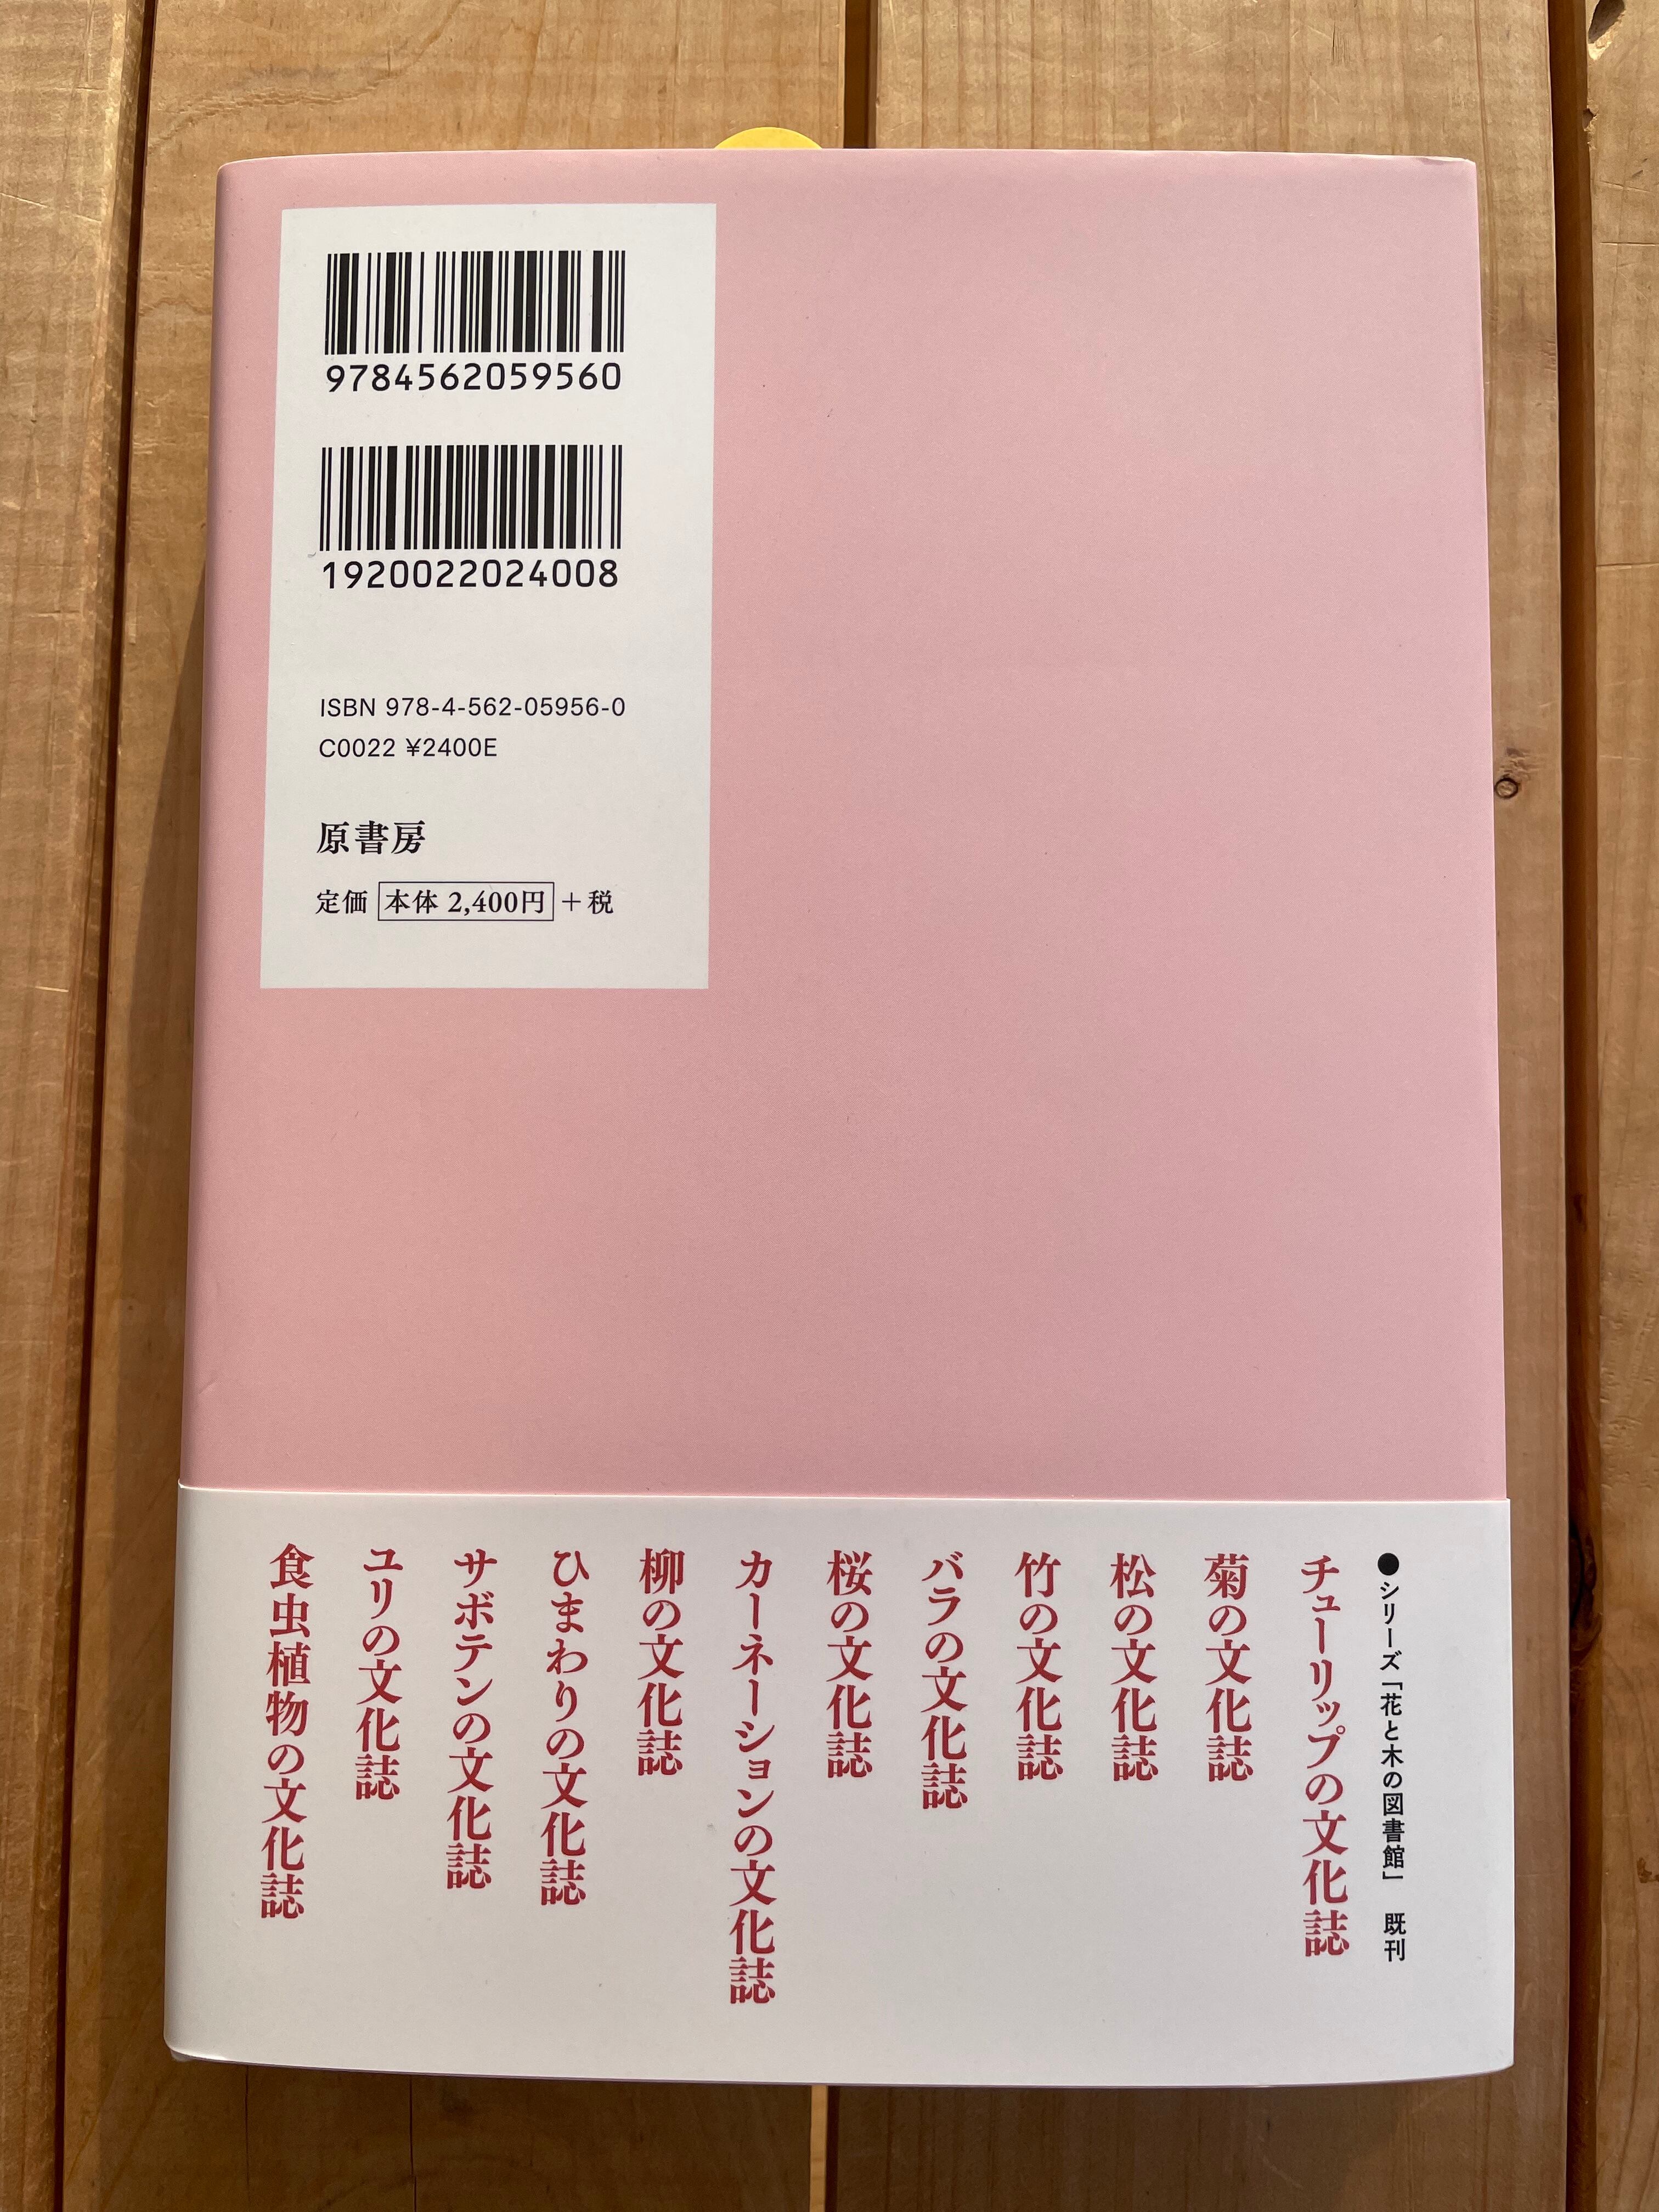 9784562059560
1920022024008
ISBN 978-4-562-05956-0
C0022 ¥2400E
原書房
定価 本体 2,400円+税
●シリーズ「花と木の図書館」 既刊
チューリップの文化誌
菊の文化誌
松の文化誌
竹の文化誌
バラの文化誌
桜の文化誌
カーネーションの文化誌
柳の文化誌
ひまわりの文化誌
サボテンの文化誌
ユリの文化誌
食虫植物の文化誌